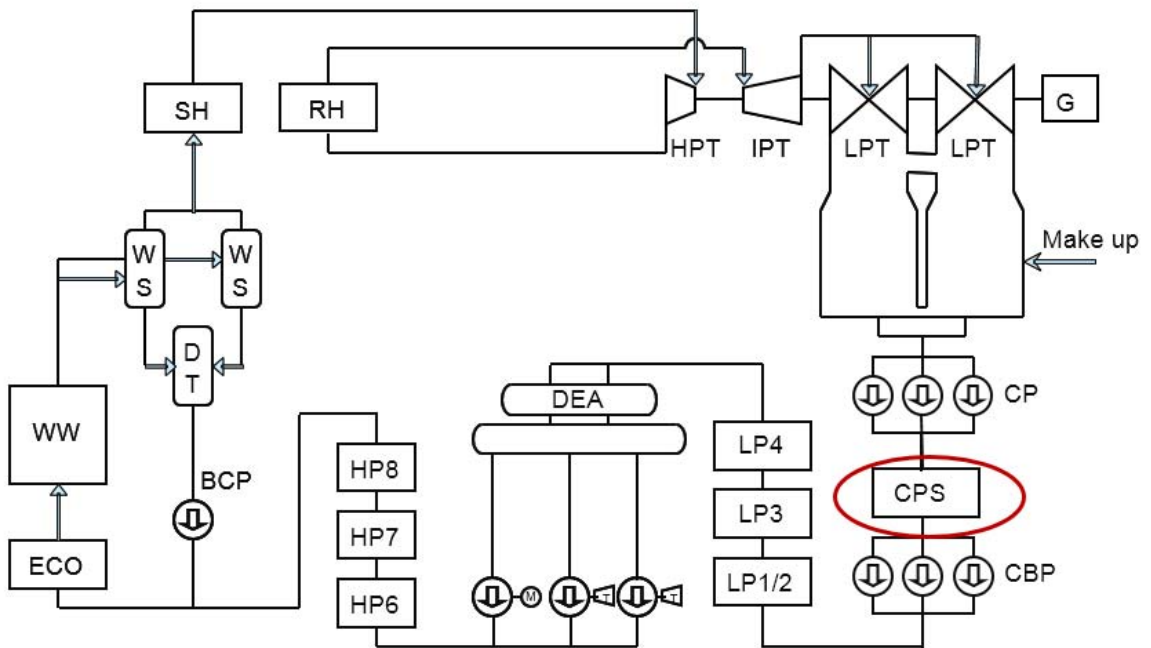 SH
RH
HPT
IPT
LPT
LPT
G
W
S
W
S
Make up
D
T
WW
BCP
ECO
HP8
HP7
HP6
DEA
M
T
T
LP4
LP3
LP1/2
CP
CPS
CBP